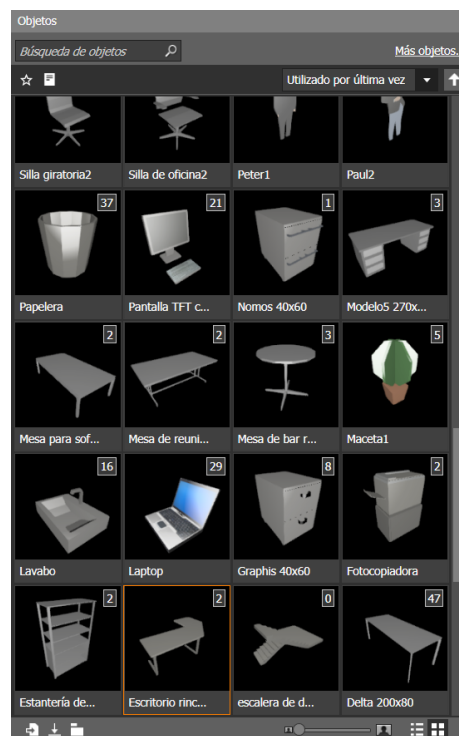 Objetos
Búsqueda de objetos
Más objetos.
Utilizado por última vez
Silla giratoria2
Silla de oficina2
Peter1
Paul2
37
21
1
3
Papelera
Pantalla TFT c...
Nomos 40x60
Modelo5 270x...
2
2
3
5
Mesa para sof...
Mesa de reuni...
Mesa de bar r...
Maceta1
16
29
8
2
Lavabo
Laptop
Graphis 40x60
Fotocopiadora
2
2
0
47
Estantería de...
Escritorio rinc...
escalera de d...
Delta 200x80